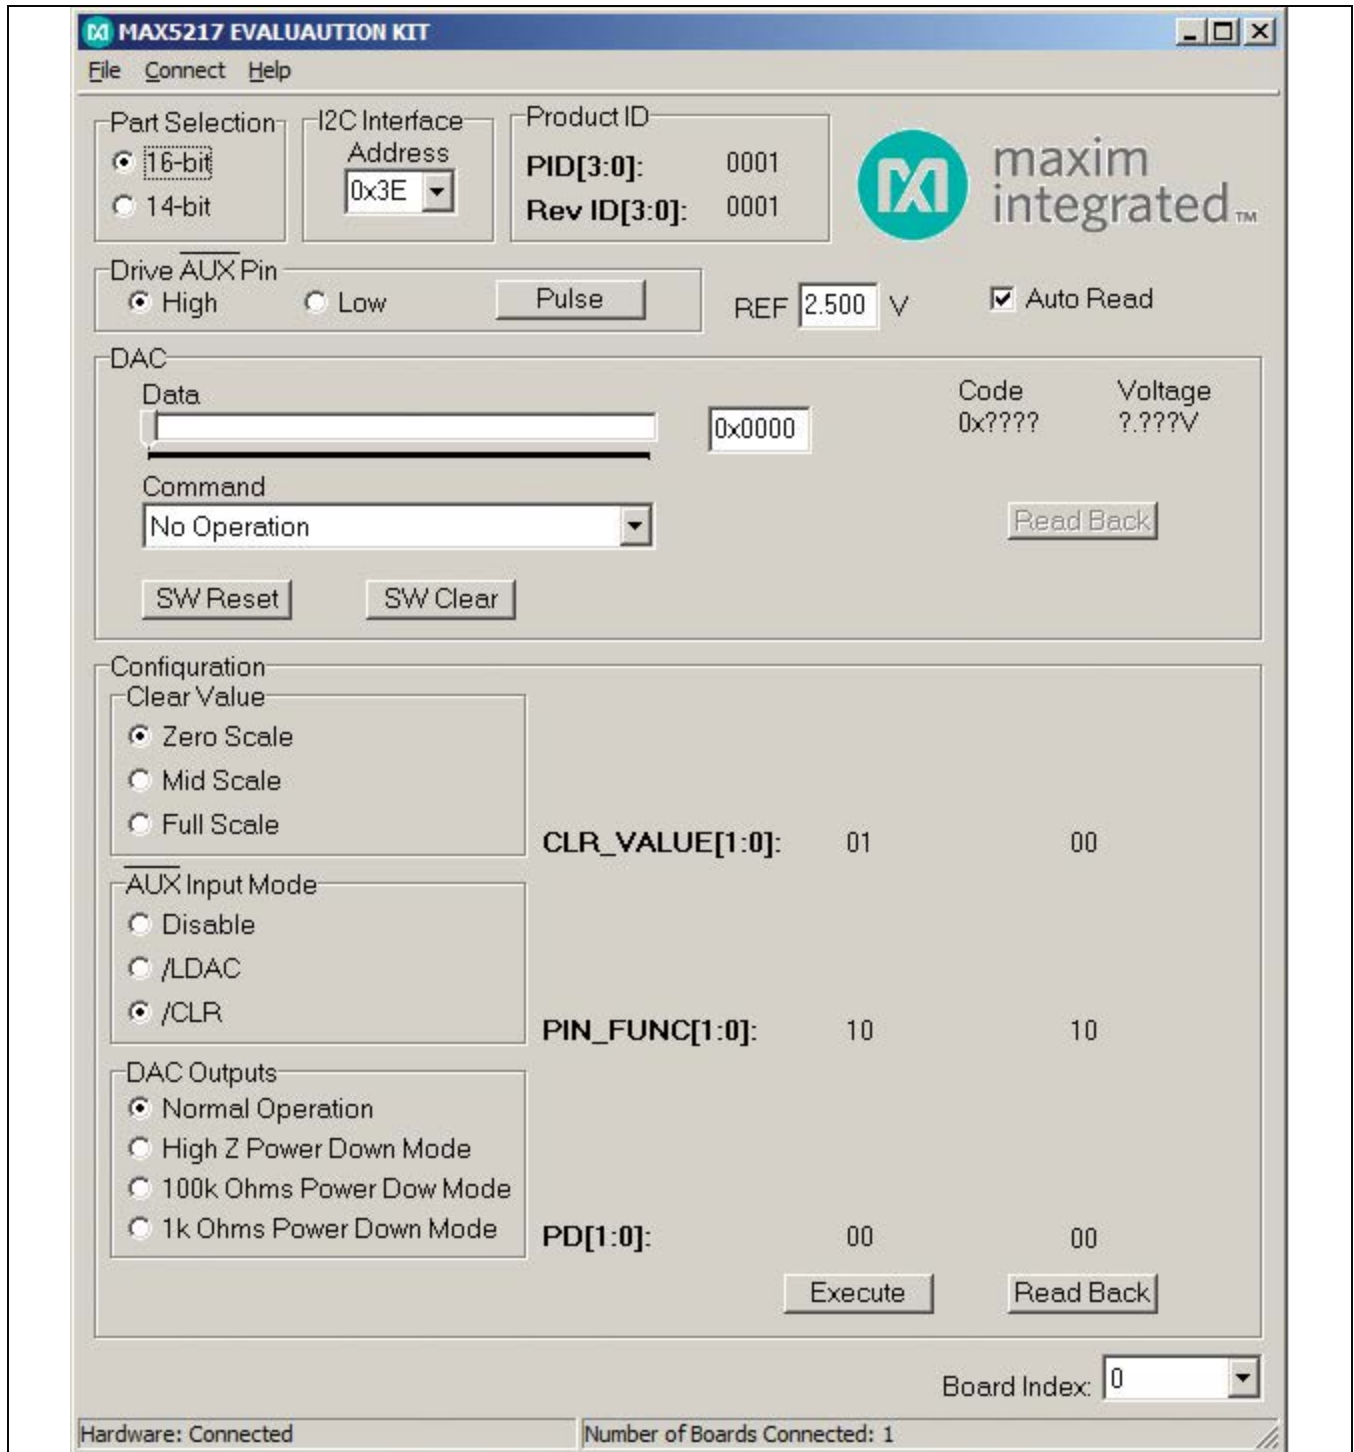 MAX5217 EVALUAUTION KIT
File Connect Help
Part Selection
16-bit
14-bit
I2C Interface
Address
0x3E
Product ID
PID[3:0]: 0001
Rev ID[3:0]: 0001
maxim
integrated™
Drive AUX Pin
High Low Pulse
REF 2.500 V
Auto Read
DAC
Data
0x0000
Code Voltage
0x???? ?.???V
Command
No Operation
Read Back
SW Reset SW Clear
Configuration
Clear Value
Zero Scale
Mid Scale
Full Scale
CLR_VALUE[1:0]: 01 00
AUX Input Mode
Disable
/LDAC
/CLR
PIN_FUNC[1:0]: 10 10
DAC Outputs
Normal Operation
High Z Power Down Mode
100k Ohms Power Dow Mode
1k Ohms Power Down Mode
PD[1:0]: 00 00
Execute Read Back
Board Index: 0
Hardware: Connected Number of Boards Connected: 1